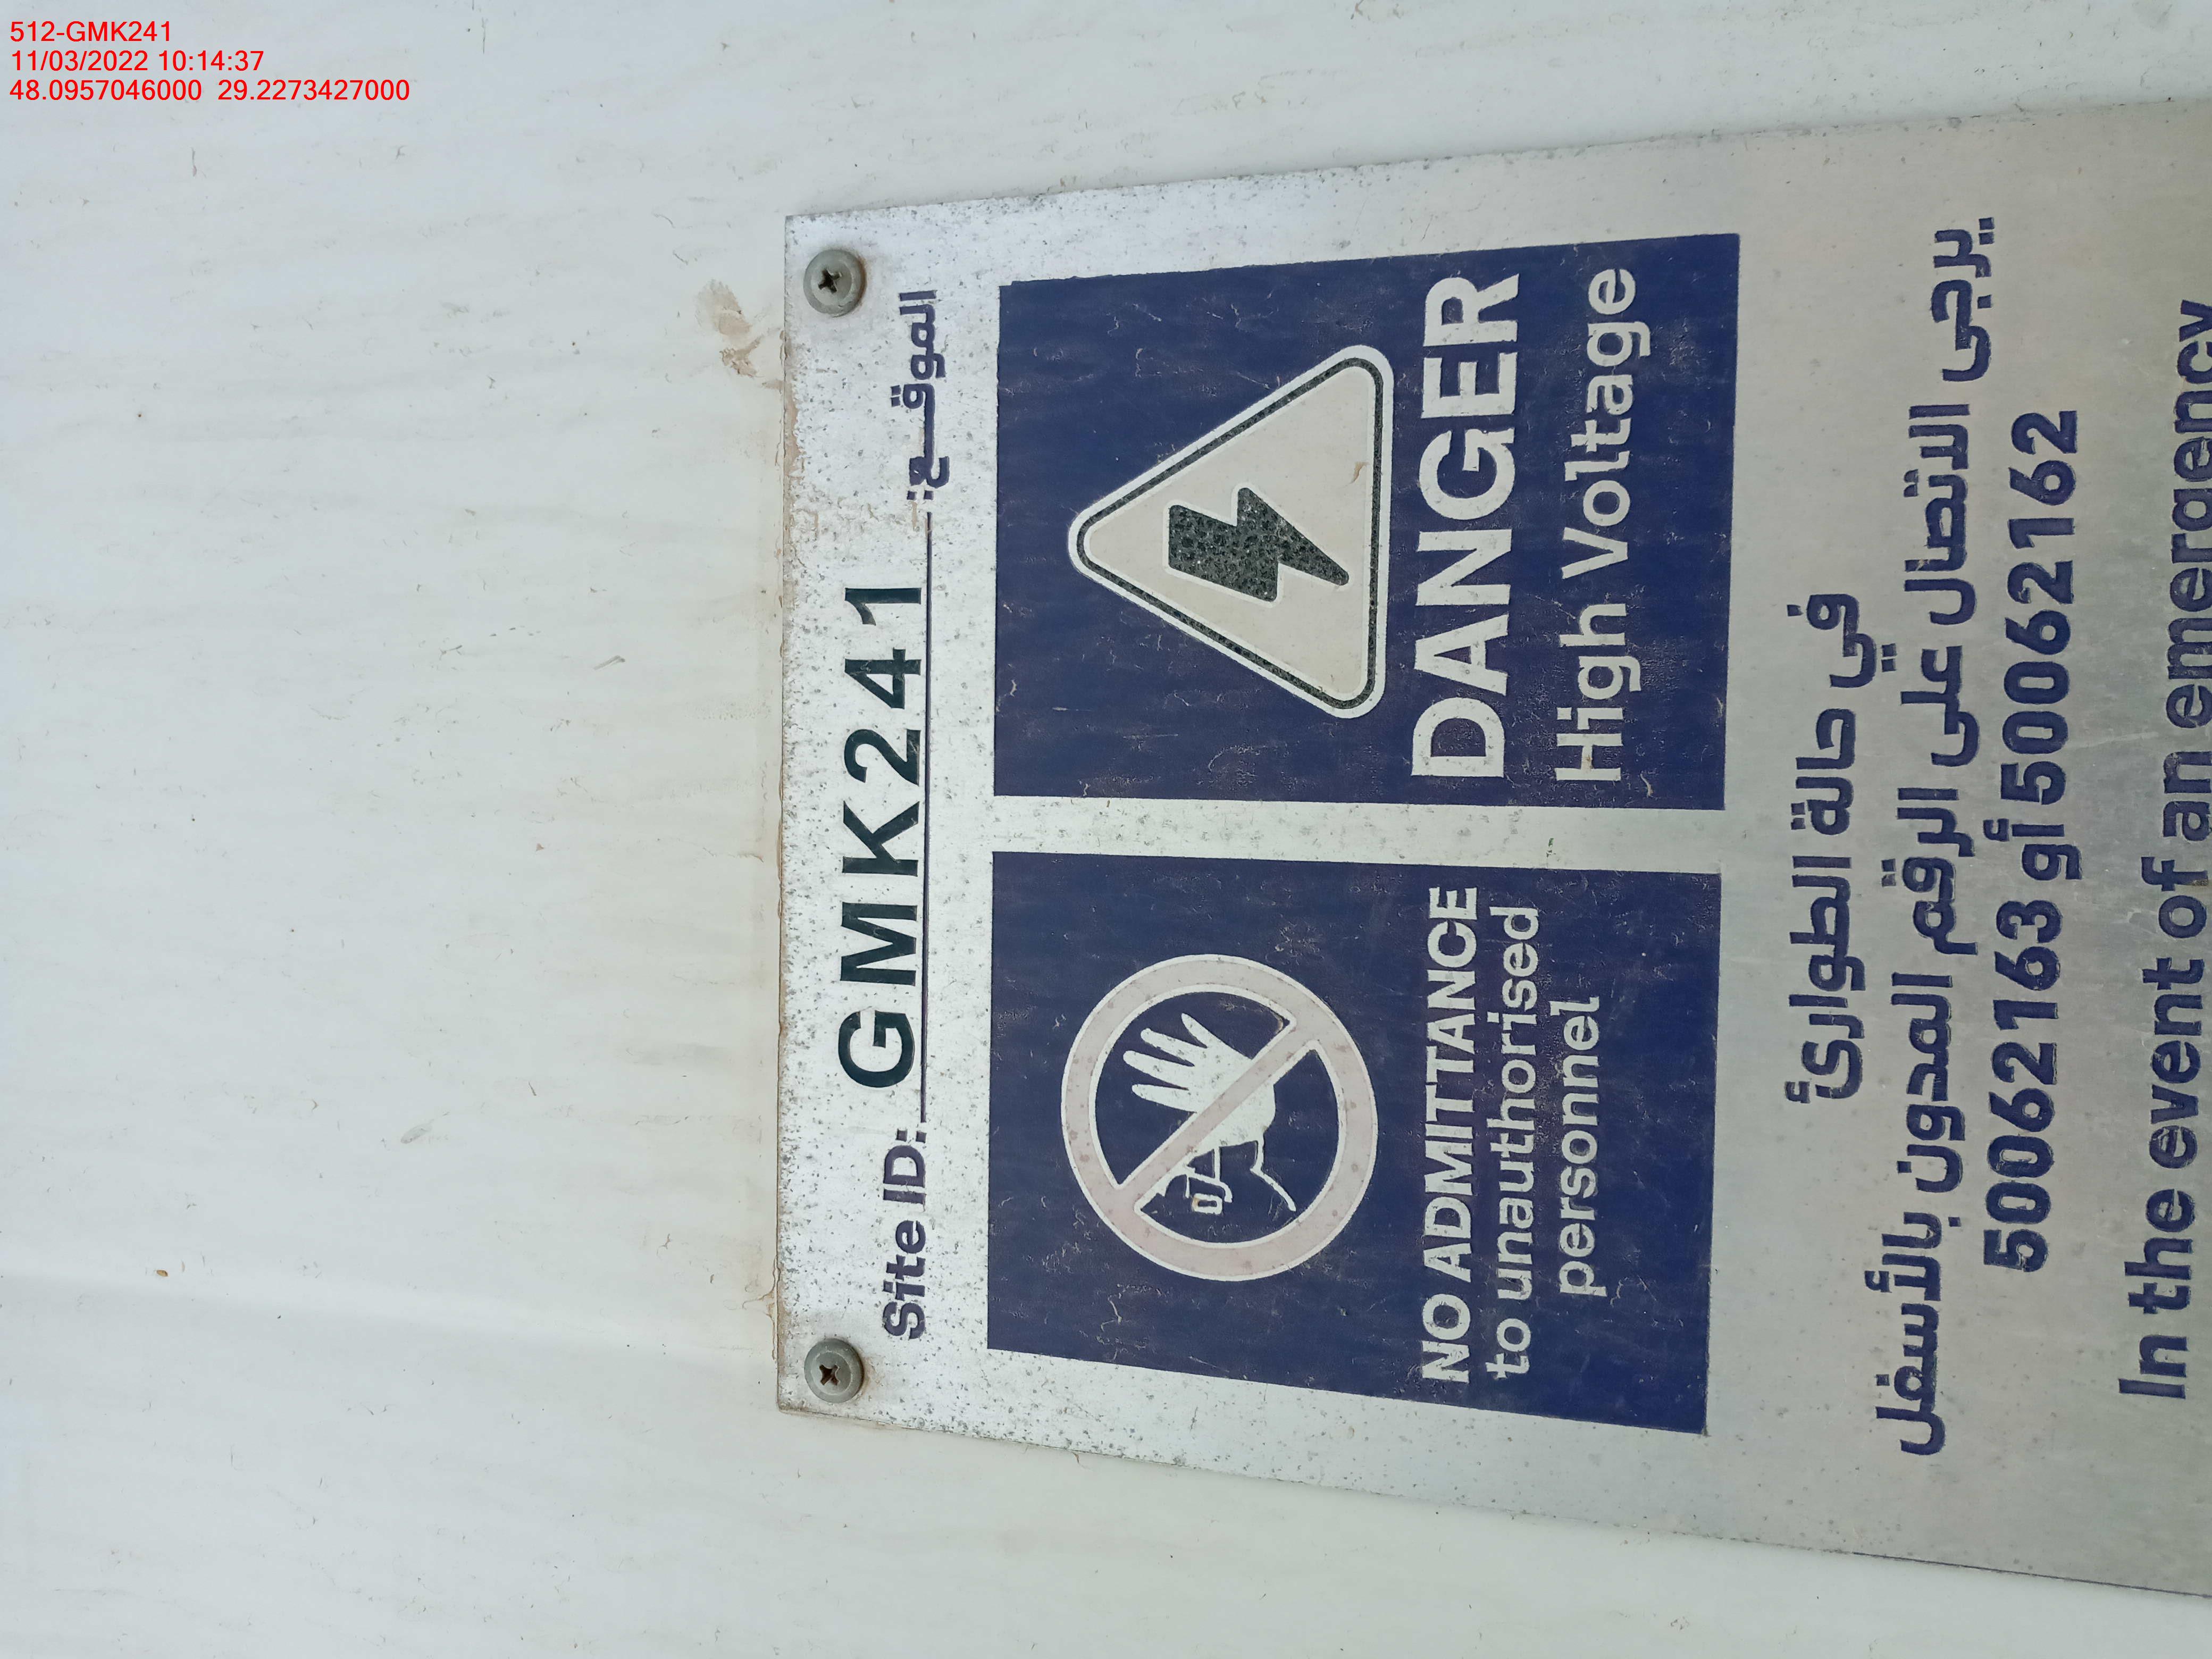 512-GMK241
11/03/2022 10:14:37
48.0957046000 29.2273427000
Site ID: GMK241 الموقع:
NO ADMITTANCE
to unauthorised
personnel
DANGER
High Voltage
في حالة الطوارئ
يرجى الاتصال على الرقم المدون بالأسفل
50062163 أو 50062162
In the event of an emergency